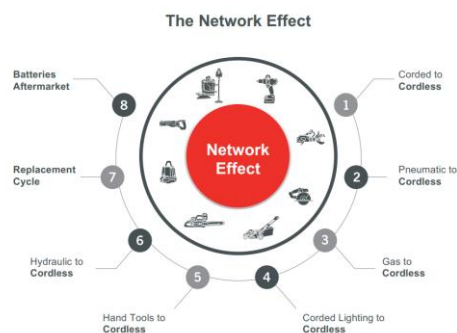 The Network Effect
Network
Effect
1
Corded to
Cordless
2
Pneumatic to
Cordless
3
Gas to
Cordless
4
Corded Lighting to
Cordless
5
Hand Tools to
Cordless
6
Hydraulic to
Cordless
7
Replacement
Cycle
8
Batteries
Aftermarket